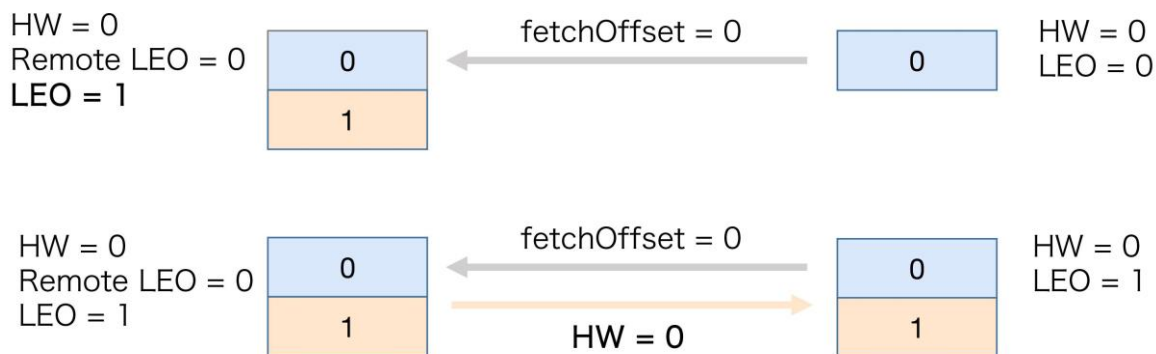 HW = 0
Remote LEO = 0
LEO = 1
0
1
fetchOffset = 0
0
HW = 0
LEO = 0
HW = 0
Remote LEO = 0
LEO = 1
0
1
fetchOffset = 0
HW = 0
0
1
HW = 0
LEO = 1